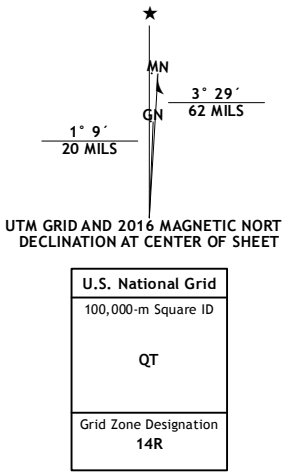 MN
3° 29´
62 MILS
GN
1° 9´
20 MILS
UTM GRID AND 2016 MAGNETIC NORT
DECLINATION AT CENTER OF SHEET
U.S. National Grid
100,000-m Square ID
QT
Grid Zone Designation
14R